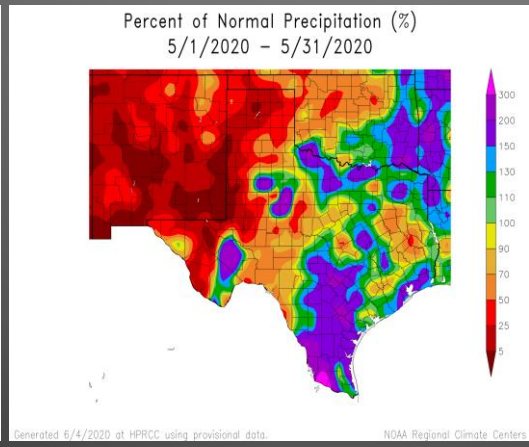 Percent of Normal Precipitation (%)
5/1/2020 – 5/31/2020
300
200
150
130
110
100
90
70
50
25
5
Generated 6/4/2020 at HPRCC using provisional data.
NOAA Regional Climate Centers